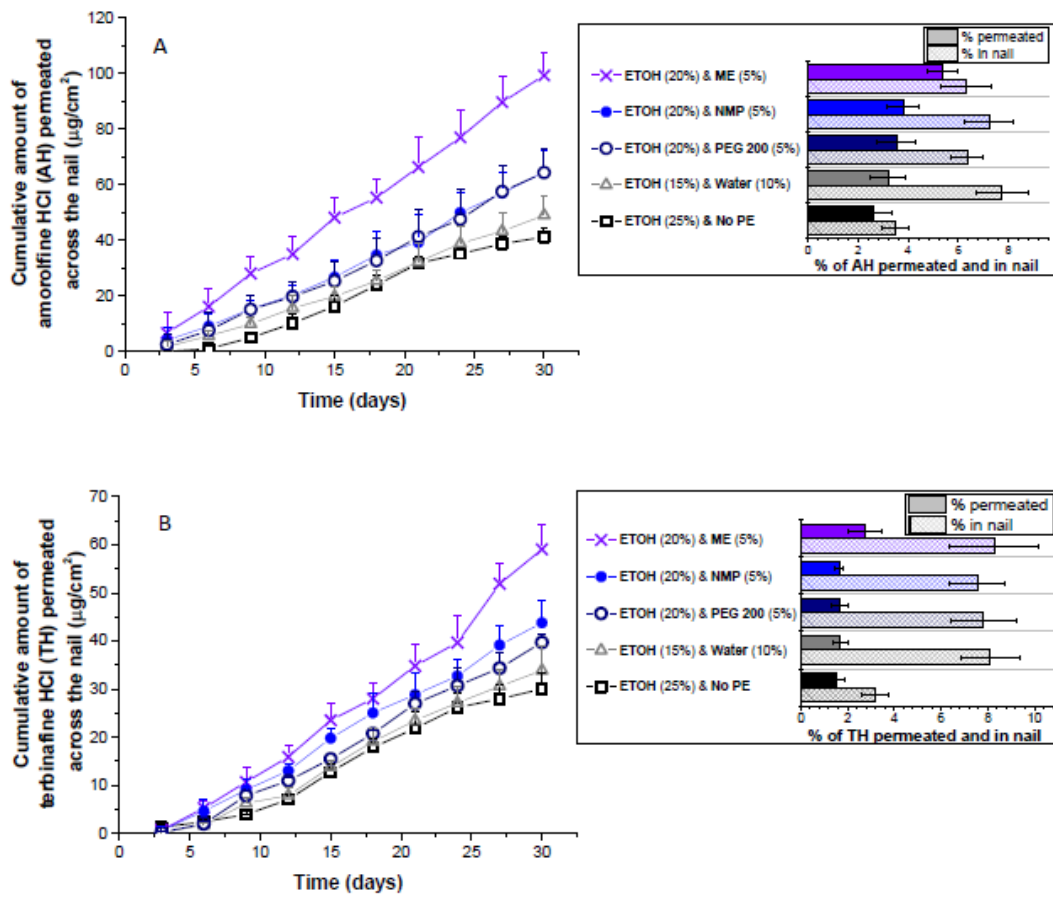 A
Cumulative amount of
amorolfine HCl (AH) permeated
across the nail (µg/cm²)
120
100
80
60
40
20
0
0 5 10 15 20 25 30
Time (days)
% permeated
% in nail
ETOH (20%) & ME (5%)
ETOH (20%) & NMP (5%)
ETOH (20%) & PEG 200 (5%)
ETOH (15%) & Water (10%)
ETOH (25%) & No PE
0 2 4 6 8
% of AH permeated and in nail
B
Cumulative amount of
terbinafine HCl (TH) permeated
across the nail (µg/cm²)
70
60
50
40
30
20
10
0
0 5 10 15 20 25 30
Time (days)
% permeated
% in nail
ETOH (20%) & ME (5%)
ETOH (20%) & NMP (5%)
ETOH (20%) & PEG 200 (5%)
ETOH (15%) & Water (10%)
ETOH (25%) & No PE
0 2 4 6 8 10
% of TH permeated and in nail